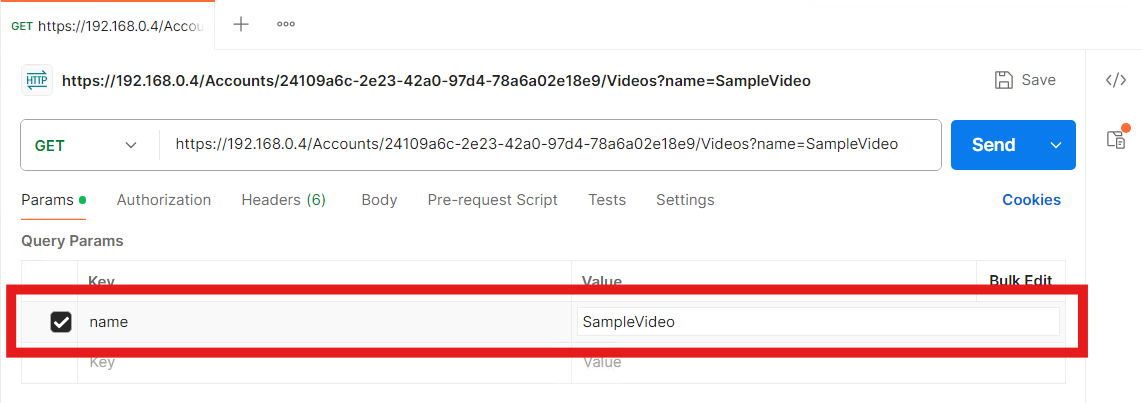 GET https://192.168.0.4/Accou
HTTP https://192.168.0.4/Accounts/24109a6c-2e23-42a0-97d4-78a6a02e18e9/Videos?name=SampleVideo Save
GET https://192.168.0.4/Accounts/24109a6c-2e23-42a0-97d4-78a6a02e18e9/Videos?name=SampleVideo Send
Params Authorization Headers (6) Body Pre-request Script Tests Settings Cookies
Query Params
Key Value Bulk Edit
name SampleVideo
Key Value